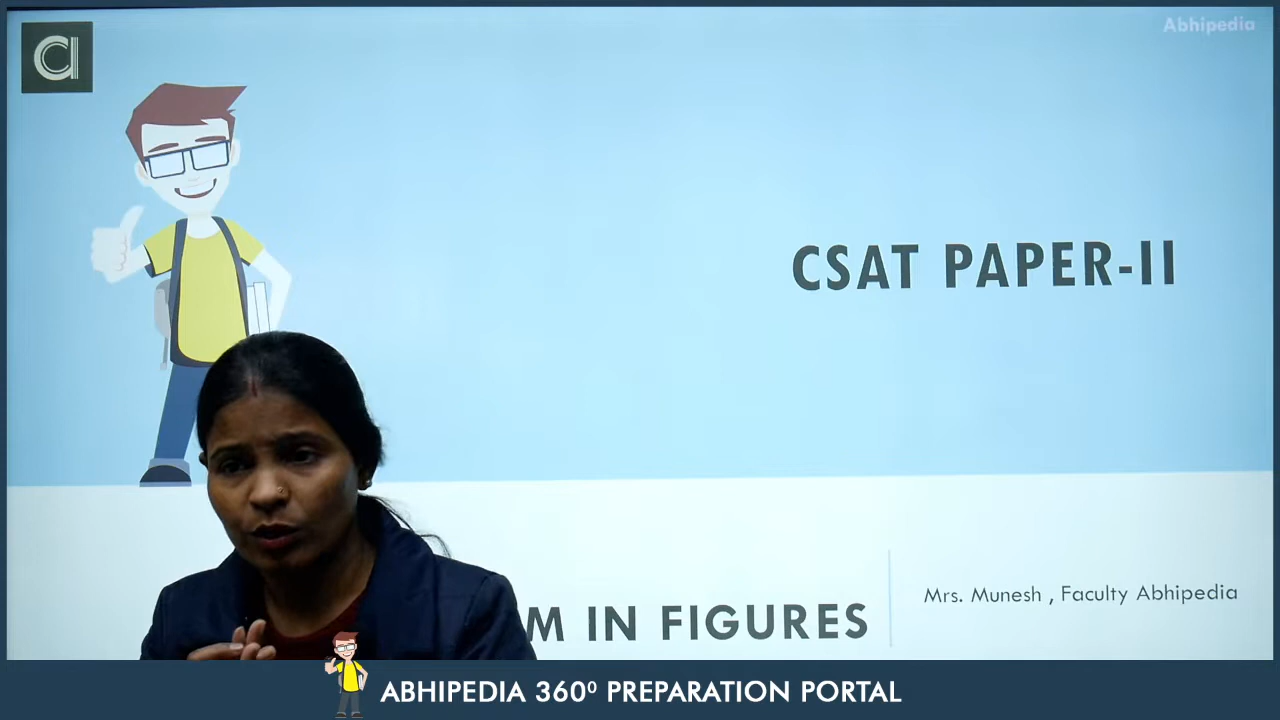 Abhipedia
CSAT PAPER-II
M IN FIGURES
Mrs. Munesh , Faculty Abhipedia
ABHIPEDIA 360⁰ PREPARATION PORTAL